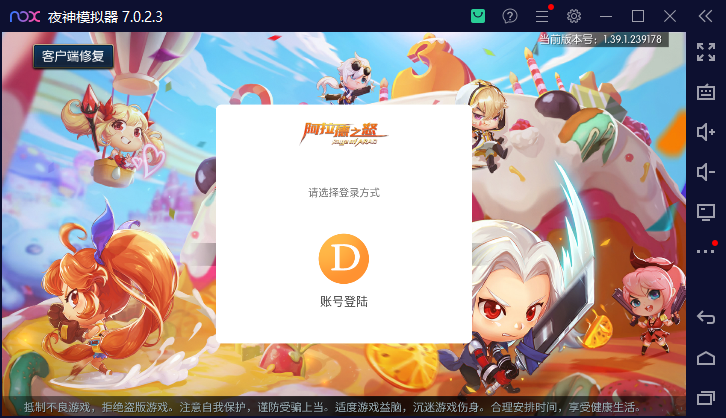 nox 夜神模拟器 7.0.2.3
当前版本号：1.39.1.239178
客户端修复
阿拉德之怒
请选择登录方式
D
账号登陆
抵制不良游戏，拒绝盗版游戏。注意自我保护，谨防受骗上当。适度游戏益脑，沉迷游戏伤身。合理安排时间，享受健康生活。